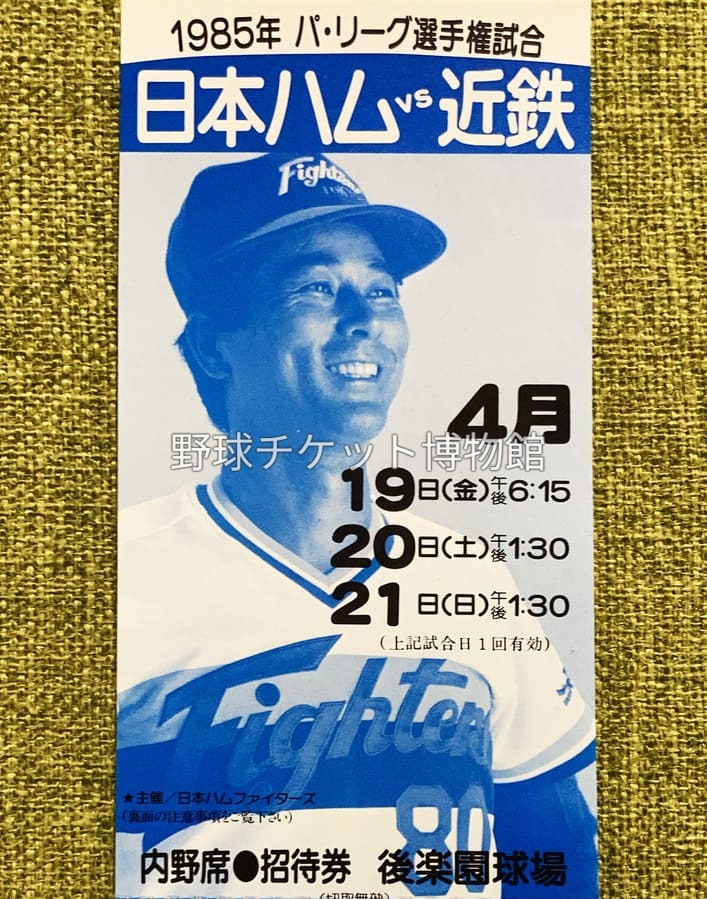 1985年 パ・リーグ選手権試合
日本ハムvs近鉄
Fighters
4月
野球チケット博物館
19日(金)午後6:15
20日(土)午後1:30
21日(日)午後1:30
(上記試合日1回有効)
Fighters
80
★主催/日本ハムファイターズ
(裏面の注意事項をご覧下さい)
内野席●招待券 後楽園球場
(切取無効)